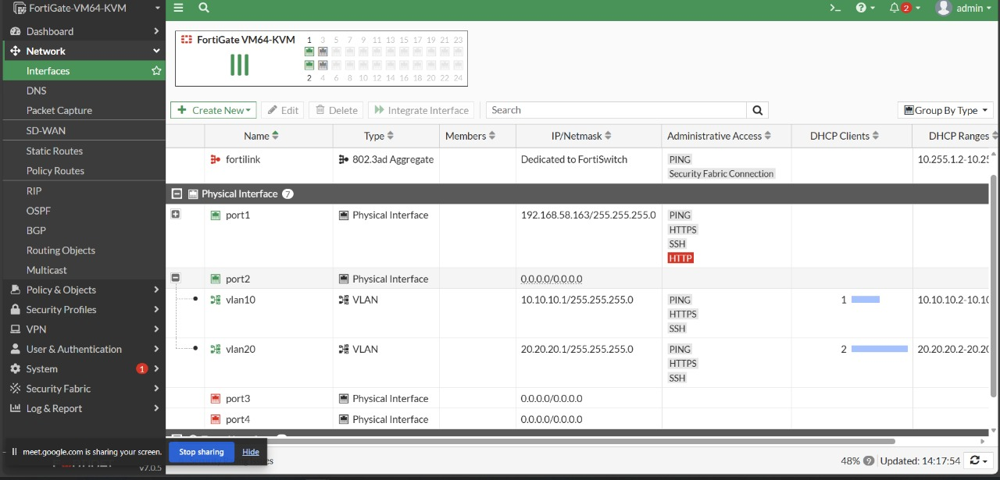 FortiGate-VM64-KVM
>_ 2 admin
Dashboard
Network
Interfaces
DNS
Packet Capture
SD-WAN
Static Routes
Policy Routes
RIP
OSPF
BGP
Routing Objects
Multicast
Policy & Objects
Security Profiles
VPN
User & Authentication
System 1
Security Fabric
Log & Report
v7.0.5
FortiGate VM64-KVM
1 3 5 7 9 11 13 15 17 19 21 23
2 4 6 8 10 12 14 16 18 20 22 24
Create New Edit Delete Integrate Interface Search Group By Type
Name Type Members IP/Netmask Administrative Access DHCP Clients DHCP Ranges
fortilink 802.3ad Aggregate Dedicated to FortiSwitch PING 10.255.1.2-10.25
Security Fabric Connection
Physical Interface 7
port1 Physical Interface 192.168.58.163/255.255.255.0 PING
HTTPS
SSH
HTTP
port2 Physical Interface 0.0.0.0/0.0.0.0
vlan10 VLAN 10.10.10.1/255.255.255.0 PING 1 10.10.10.2-10.10
HTTPS
SSH
vlan20 VLAN 20.20.20.1/255.255.255.0 PING 2 20.20.20.2-20.20
HTTPS
SSH
port3 Physical Interface 0.0.0.0/0.0.0.0
port4 Physical Interface 0.0.0.0/0.0.0.0
meet.google.com is sharing your screen. Stop sharing Hide
48% 9 Updated: 14:17:54